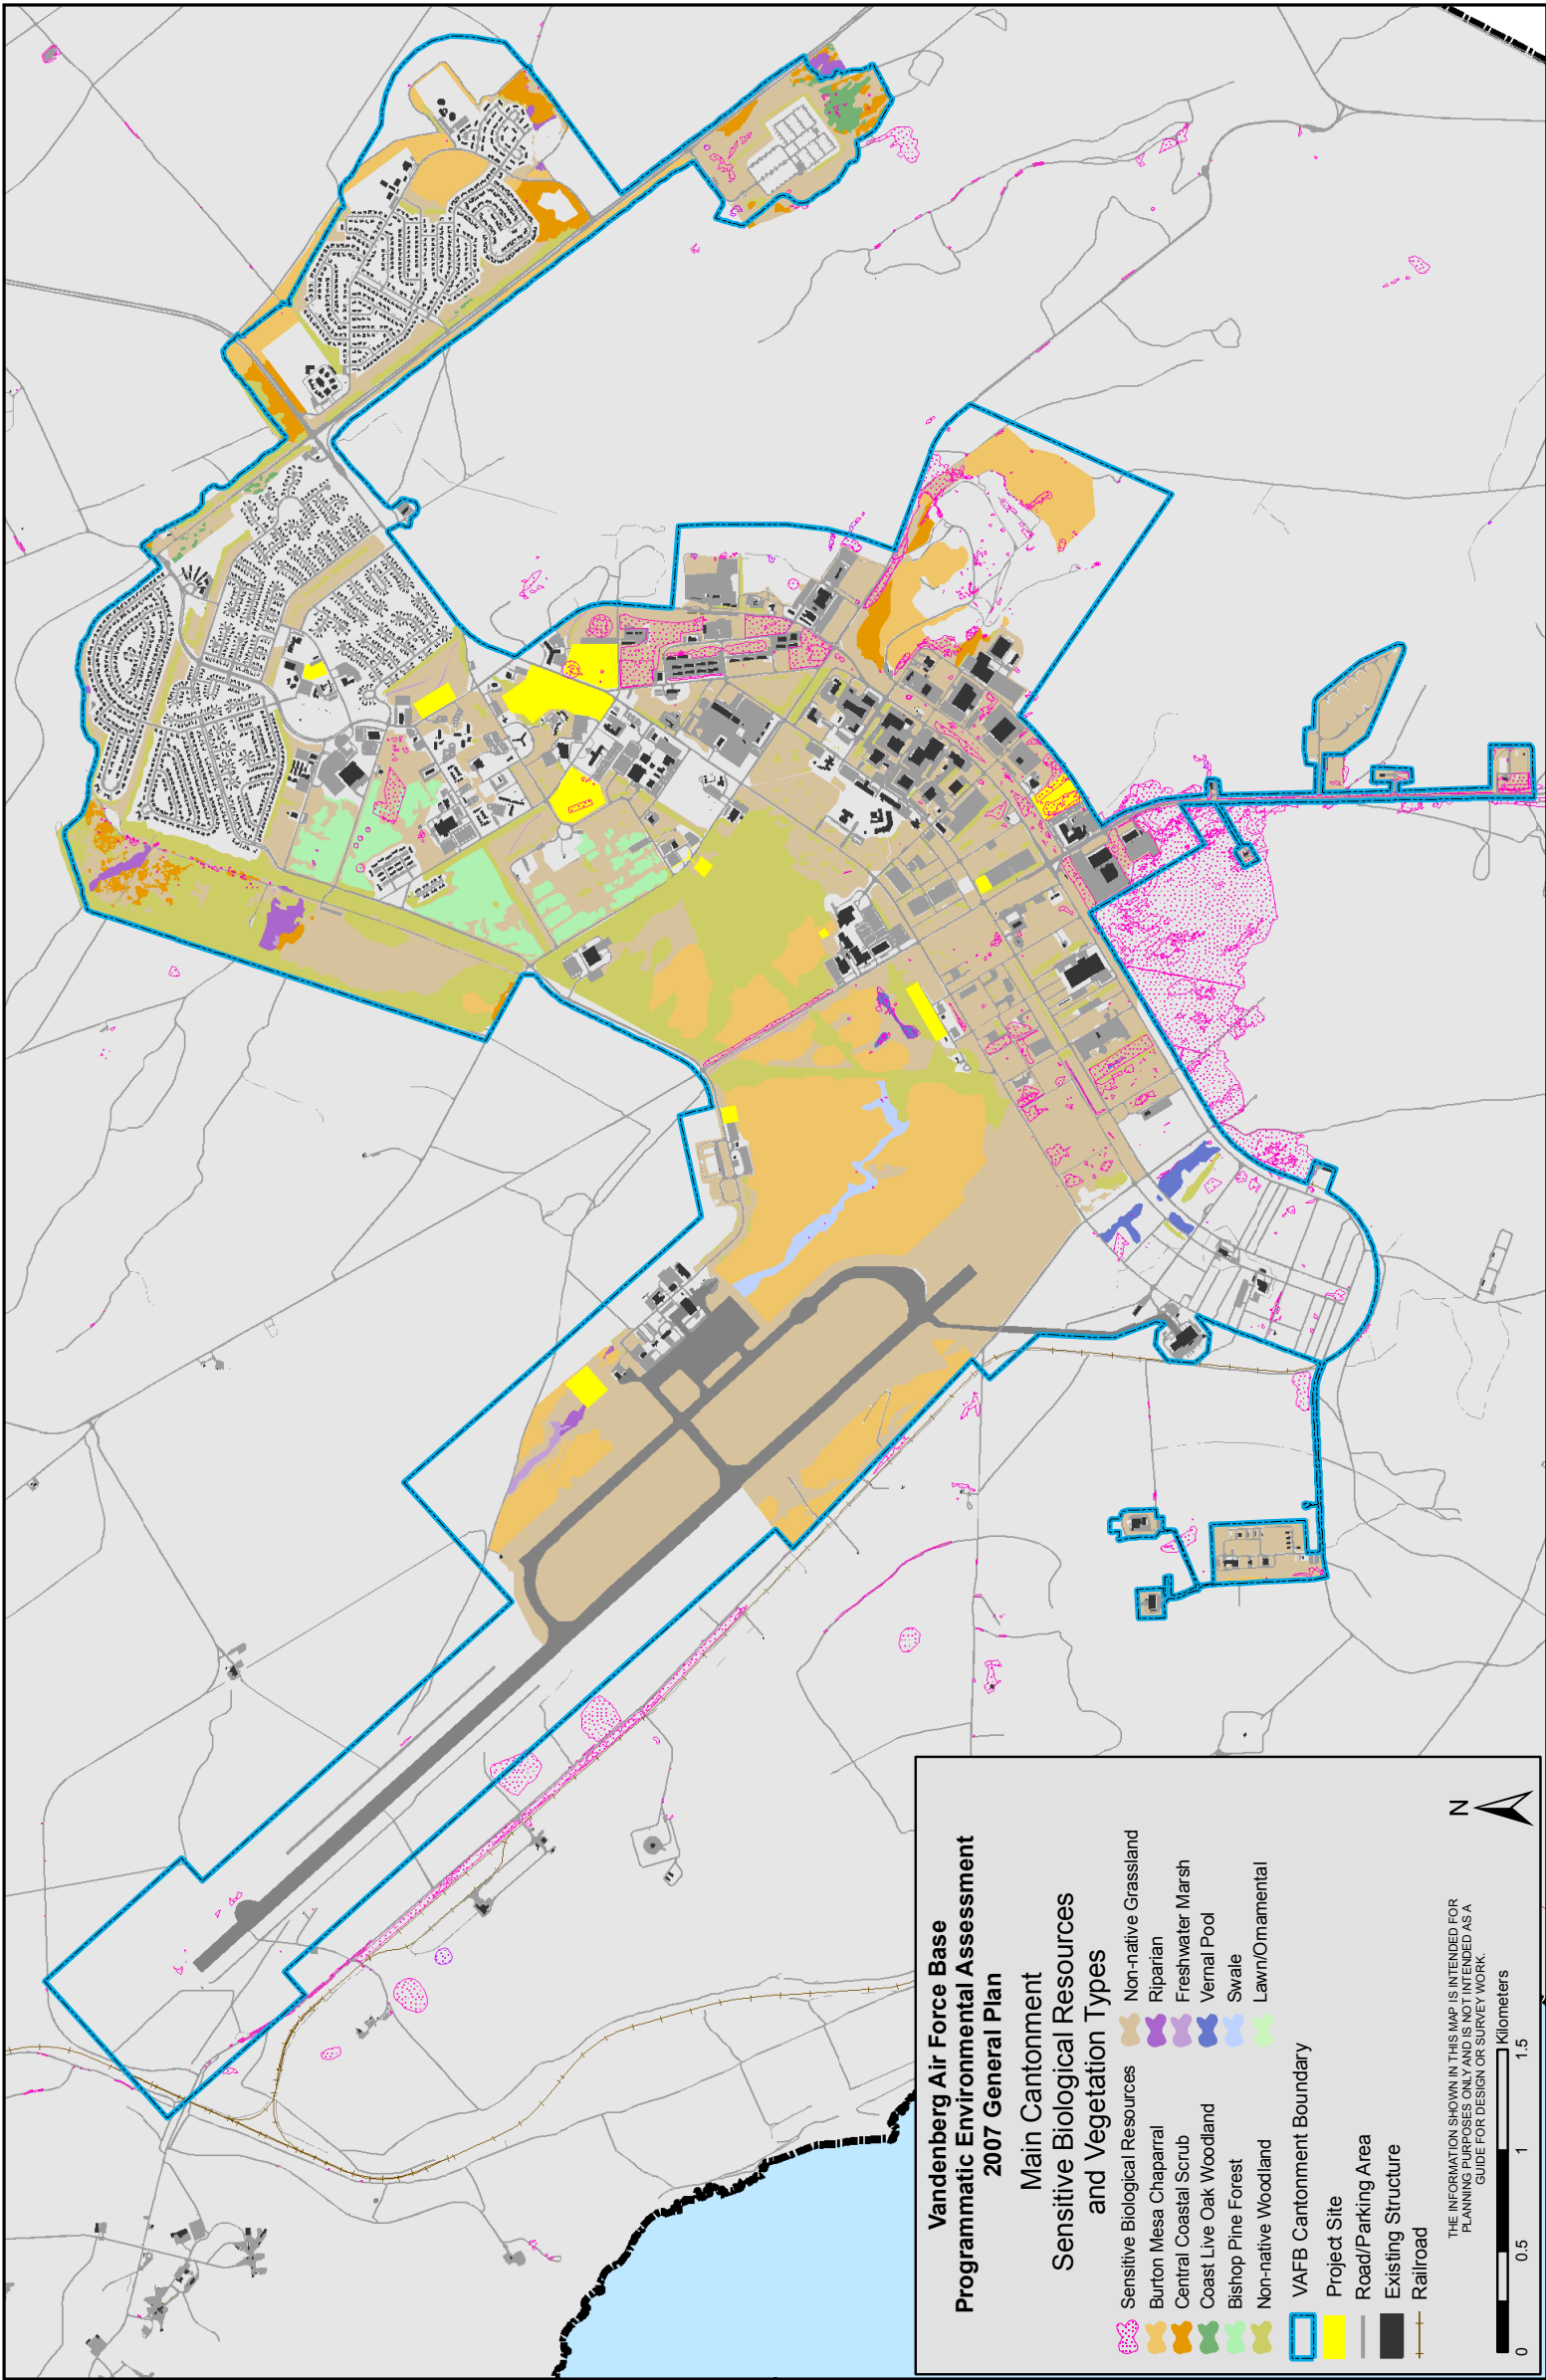 Vandenberg Air Force Base
Programmatic Environmental Assessment
2007 General Plan
Main Cantonment
Sensitive Biological Resources
and Vegetation Types
Sensitive Biological Resources
Burton Mesa Chaparral
Central Coastal Scrub
Coast Live Oak Woodland
Bishop Pine Forest
Non-native Woodland
Non-native Grassland
Riparian
Freshwater Marsh
Vernal Pool
Swale
Lawn/Ornamental
VAFB Cantonment Boundary
Project Site
Road/Parking Area
Existing Structure
Railroad
THE INFORMATION SHOWN IN THIS MAP IS INTENDED FOR
PLANNING PURPOSES ONLY AND IS NOT INTENDED AS A
GUIDE FOR DESIGN OR SURVEY WORK.
N
0 0.5 1 1.5
Kilometers